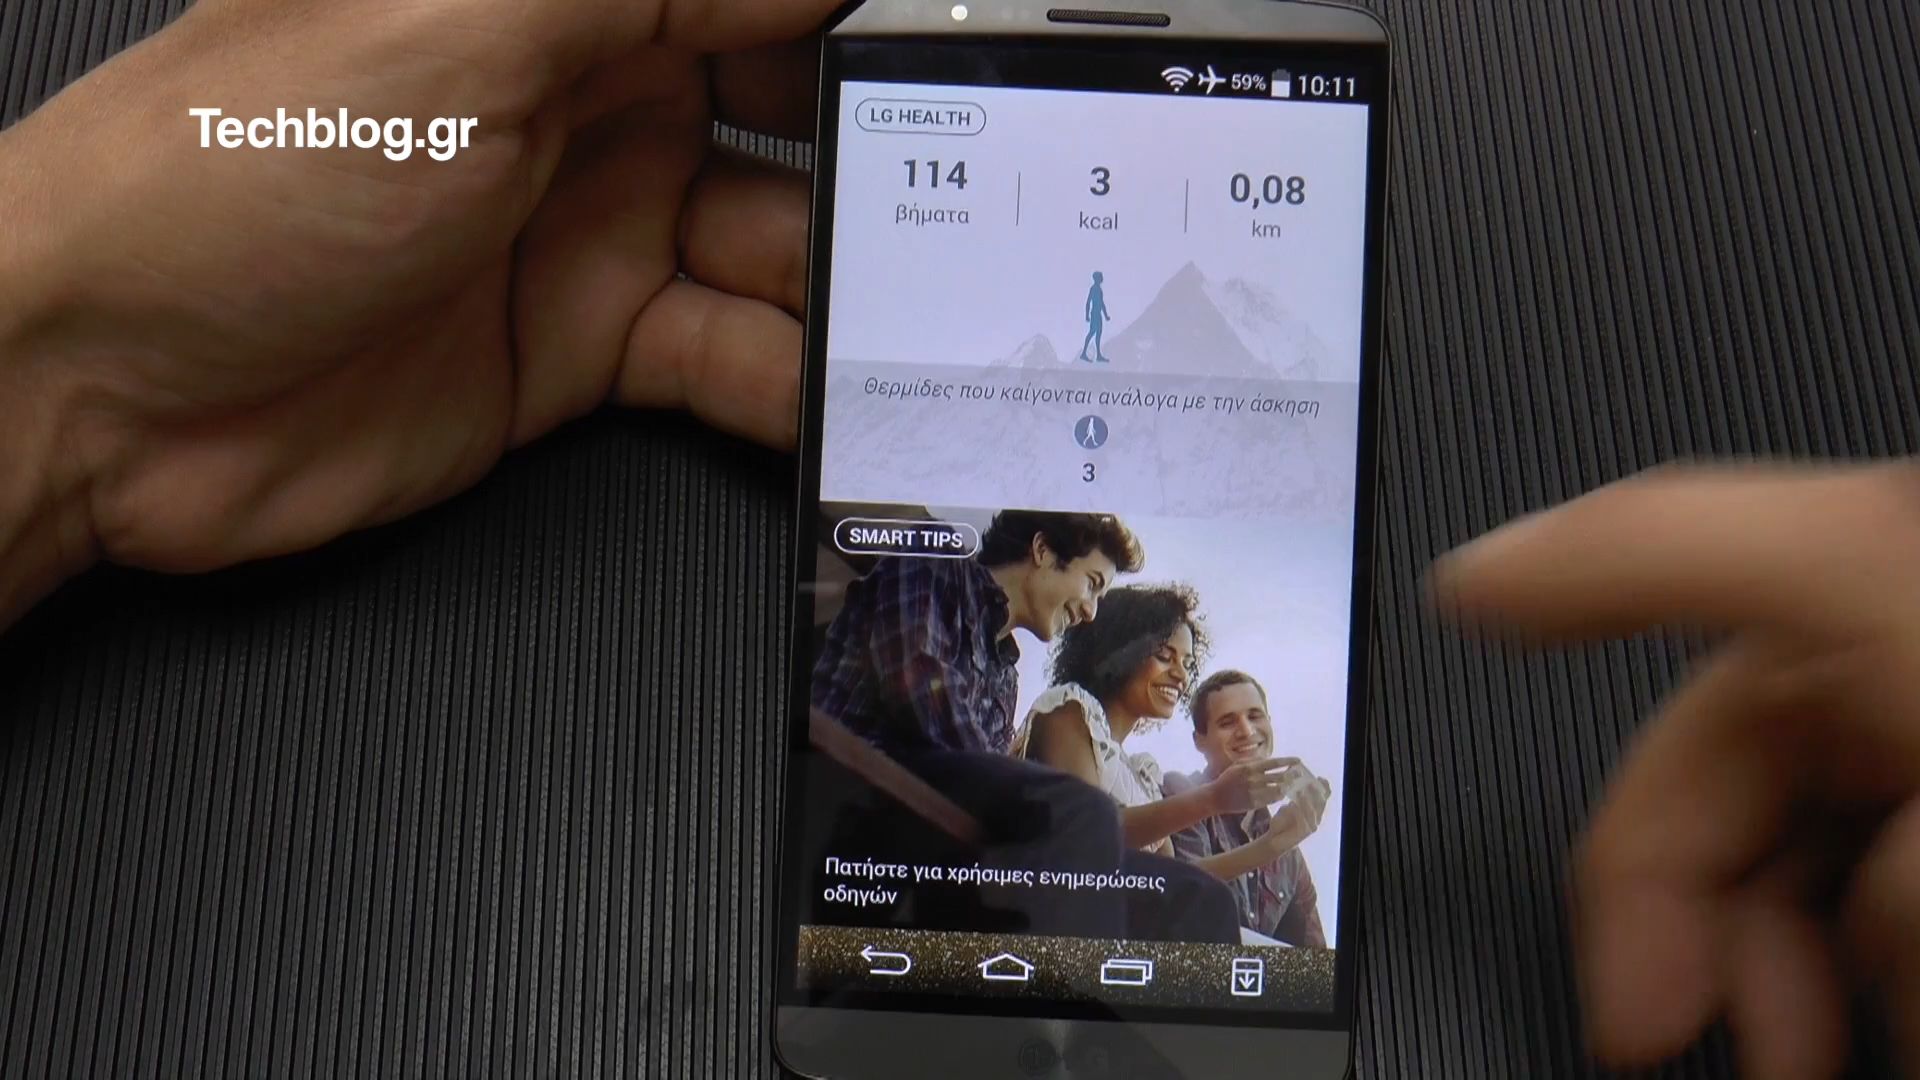 Techblog.gr
59% 10:11
LG HEALTH
114 3 0,08
βήματα kcal km
Θερμίδες που καίγονται ανάλογα με την άσκηση
3
SMART TIPS
Πατήστε για χρήσιμες ενημερώσεις
οδηγών